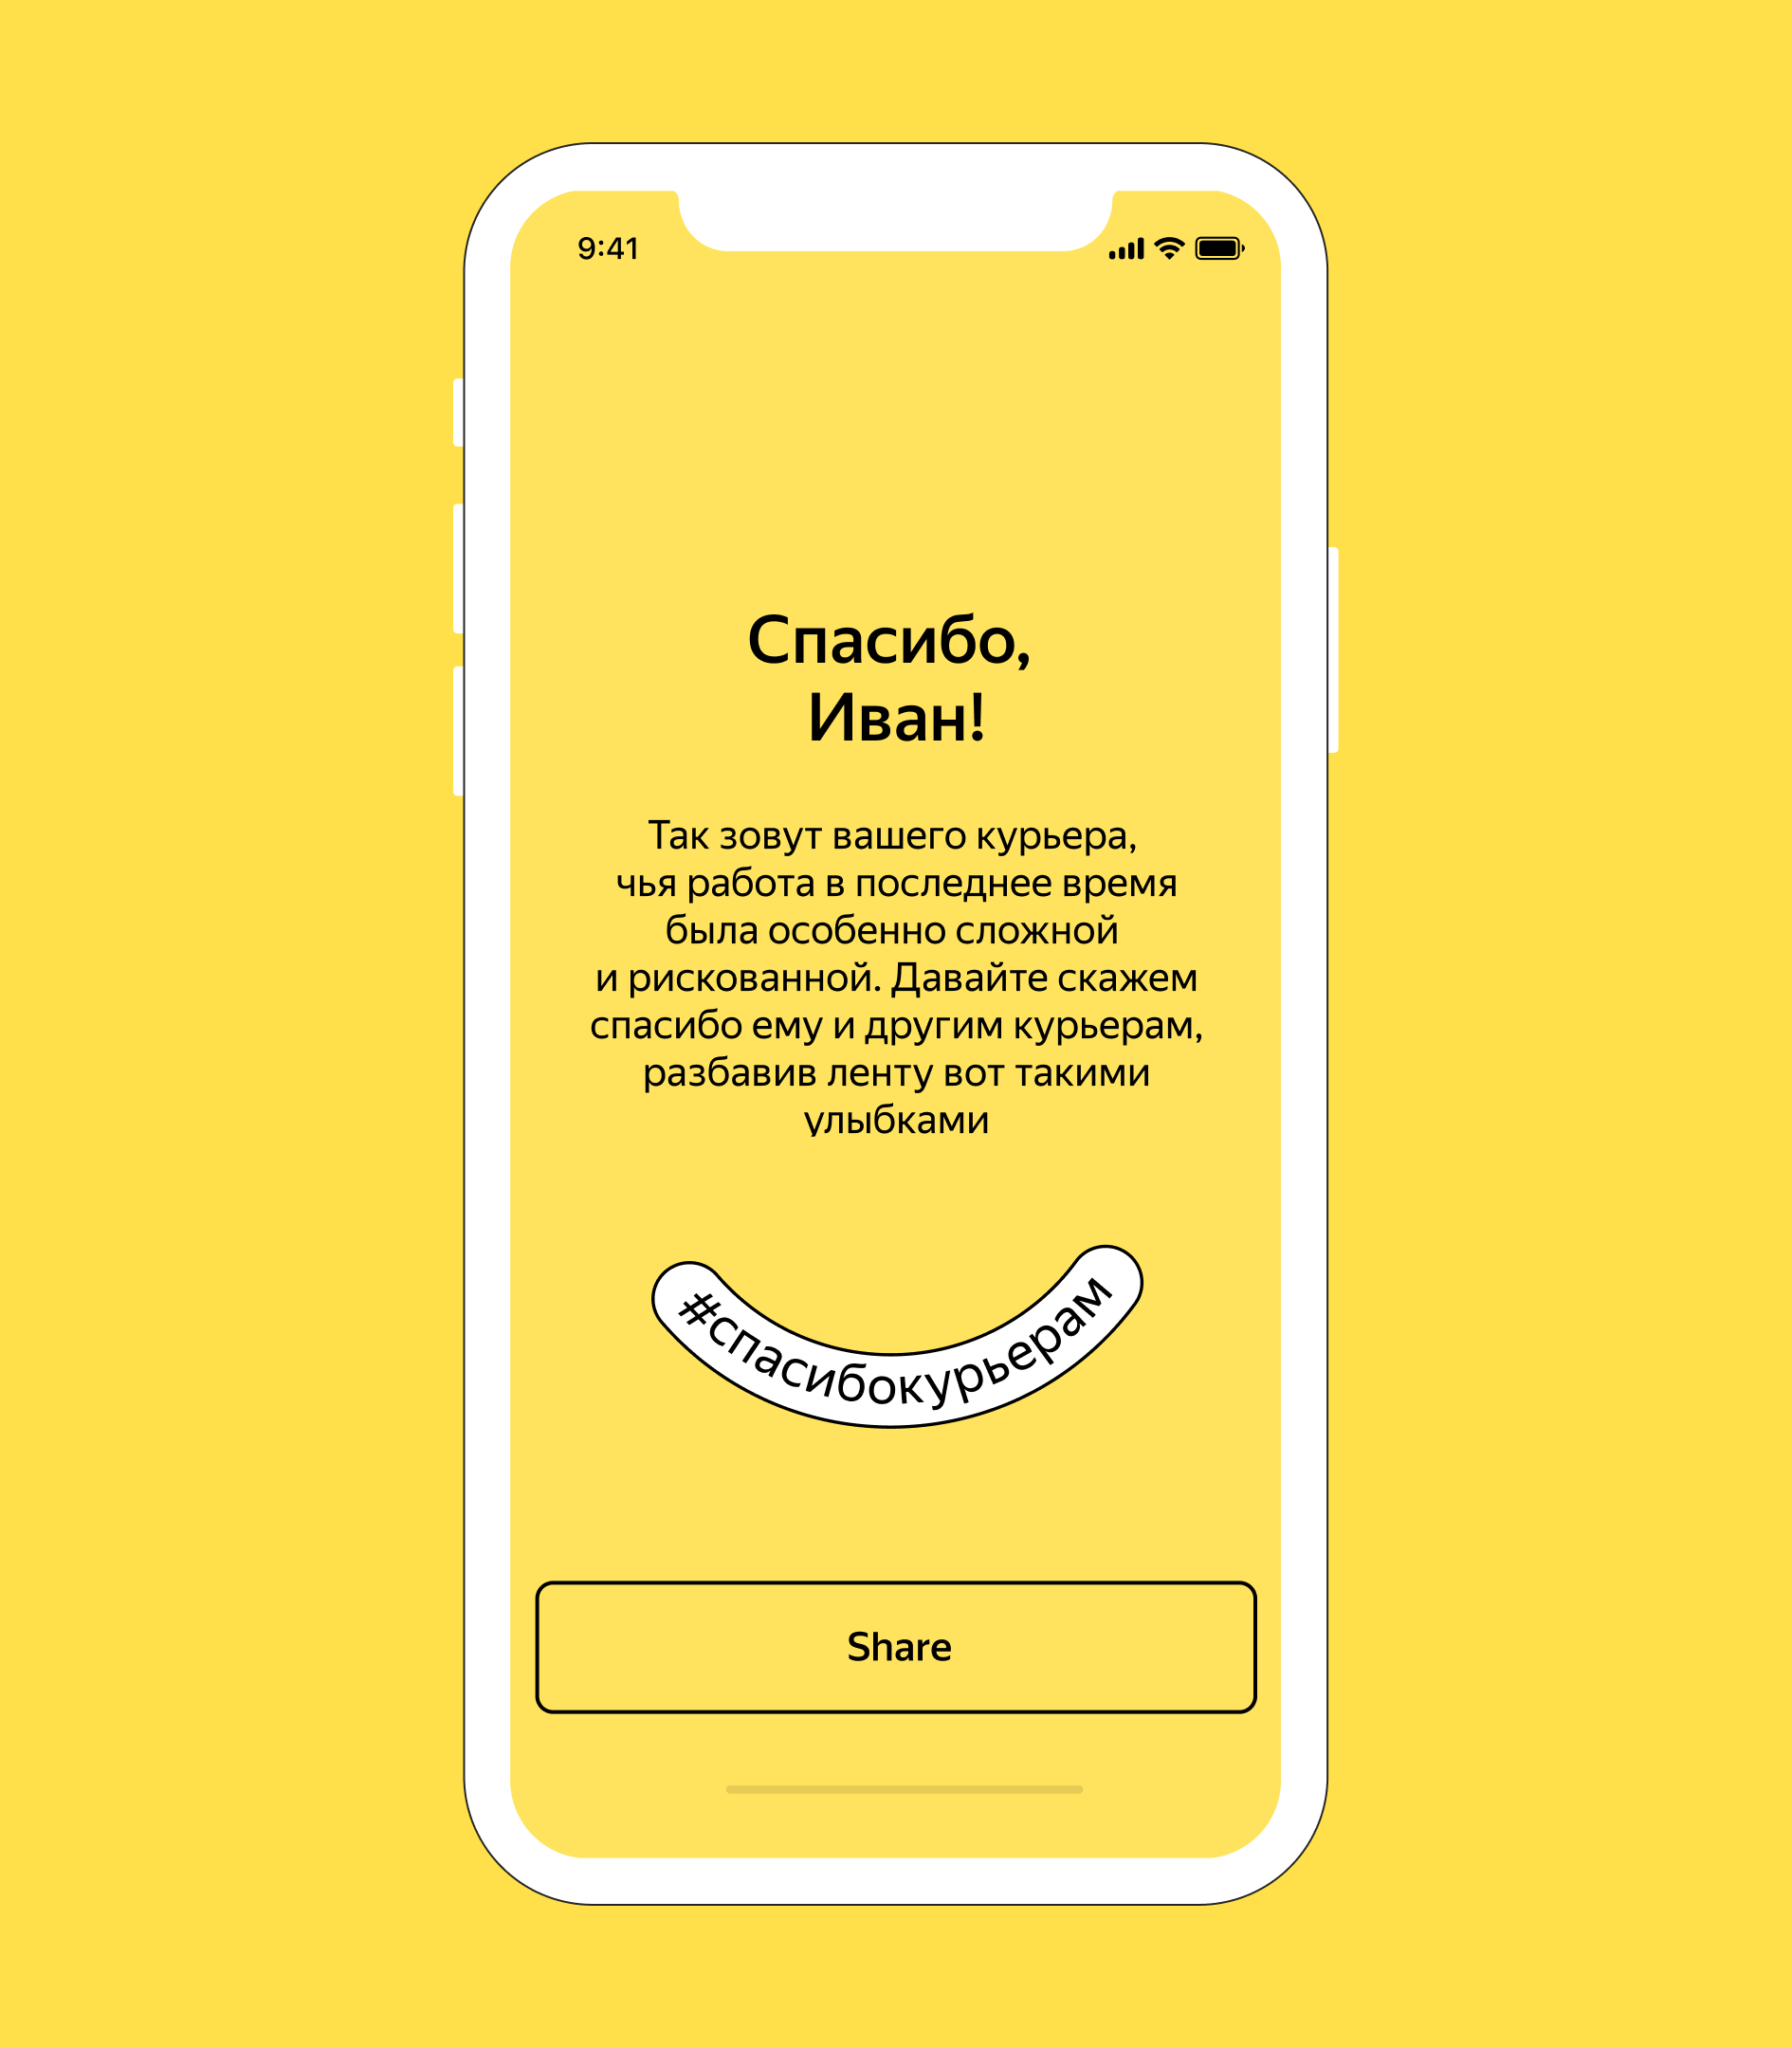 9:41
Спасибо,
Иван!
Так зовут вашего курьера,
чья работа в последнее время
была особенно сложной
и рискованной. Давайте скажем
спасибо ему и другим курьерам,
разбавив ленту вот такими
улыбками
#спасибокурьерам
Share